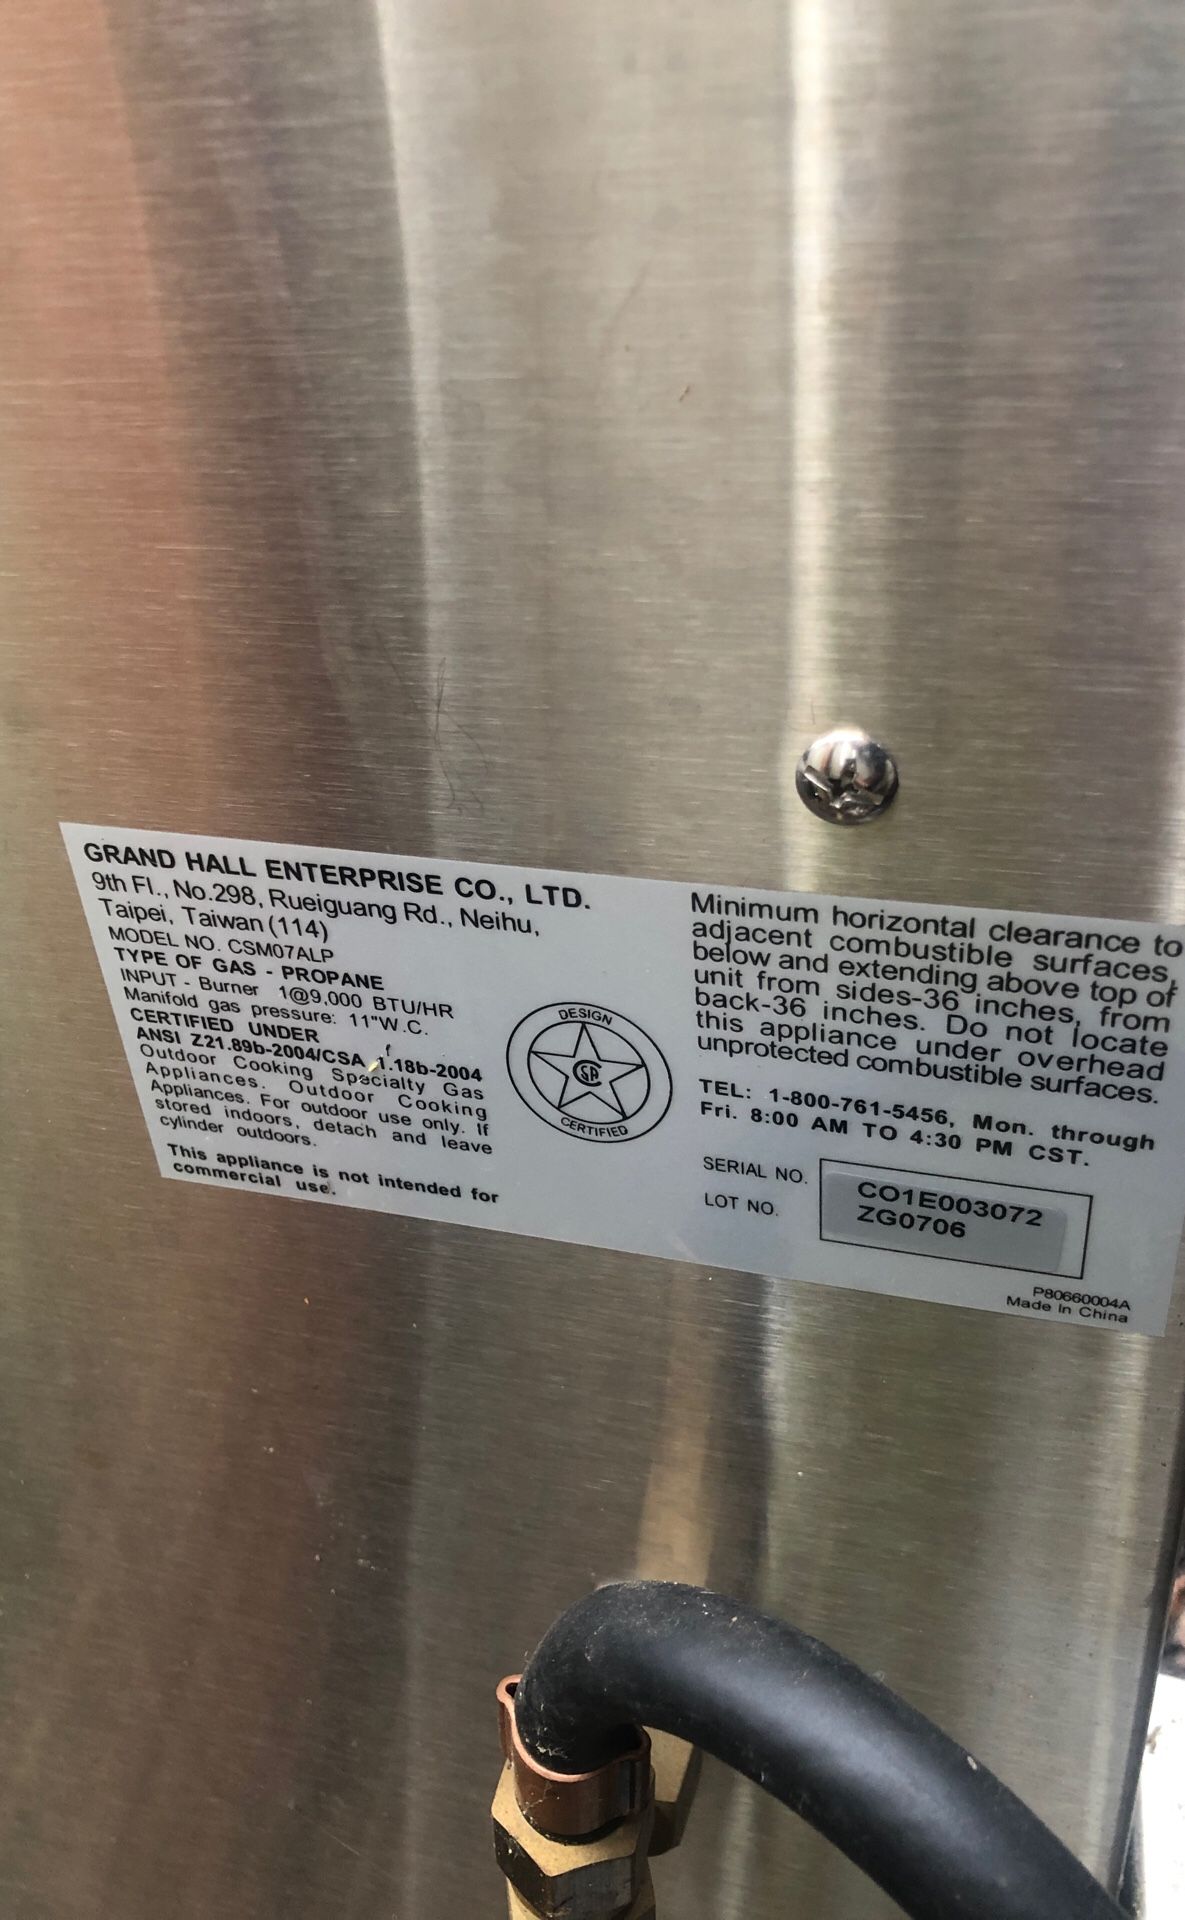 GRAND HALL ENTERPRISE CO., LTD.
9th Fl., No.298, Rueiguang Rd., Neihu,
Taipei, Taiwan (114)
MODEL NO. CSM07ALP
TYPE OF GAS - PROPANE
INPUT - Burner 1@9,000 BTU/HR
Manifold gas pressure: 11"W.C.
CERTIFIED UNDER
ANSI Z21.89b-2004/CSA 1.18b-2004
Outdoor Cooking Specialty Gas
Appliances. Outdoor Cooking
Appliances. For outdoor use only. If
stored indoors, detach and leave
cylinder outdoors.
This appliance is not intended for
commercial use.
DESIGN
CERTIFIED
Minimum horizontal clearance to
adjacent combustible surfaces,
below and extending above top of
unit from sides-36 inches, from
back-36 inches. Do not locate
this appliance under overhead
unprotected combustible surfaces.
TEL: 1-800-761-5456, Mon. through
Fri. 8:00 AM TO 4:30 PM CST.
SERIAL NO. CO1E003072
LOT NO. ZG0706
P80660004A
Made In China